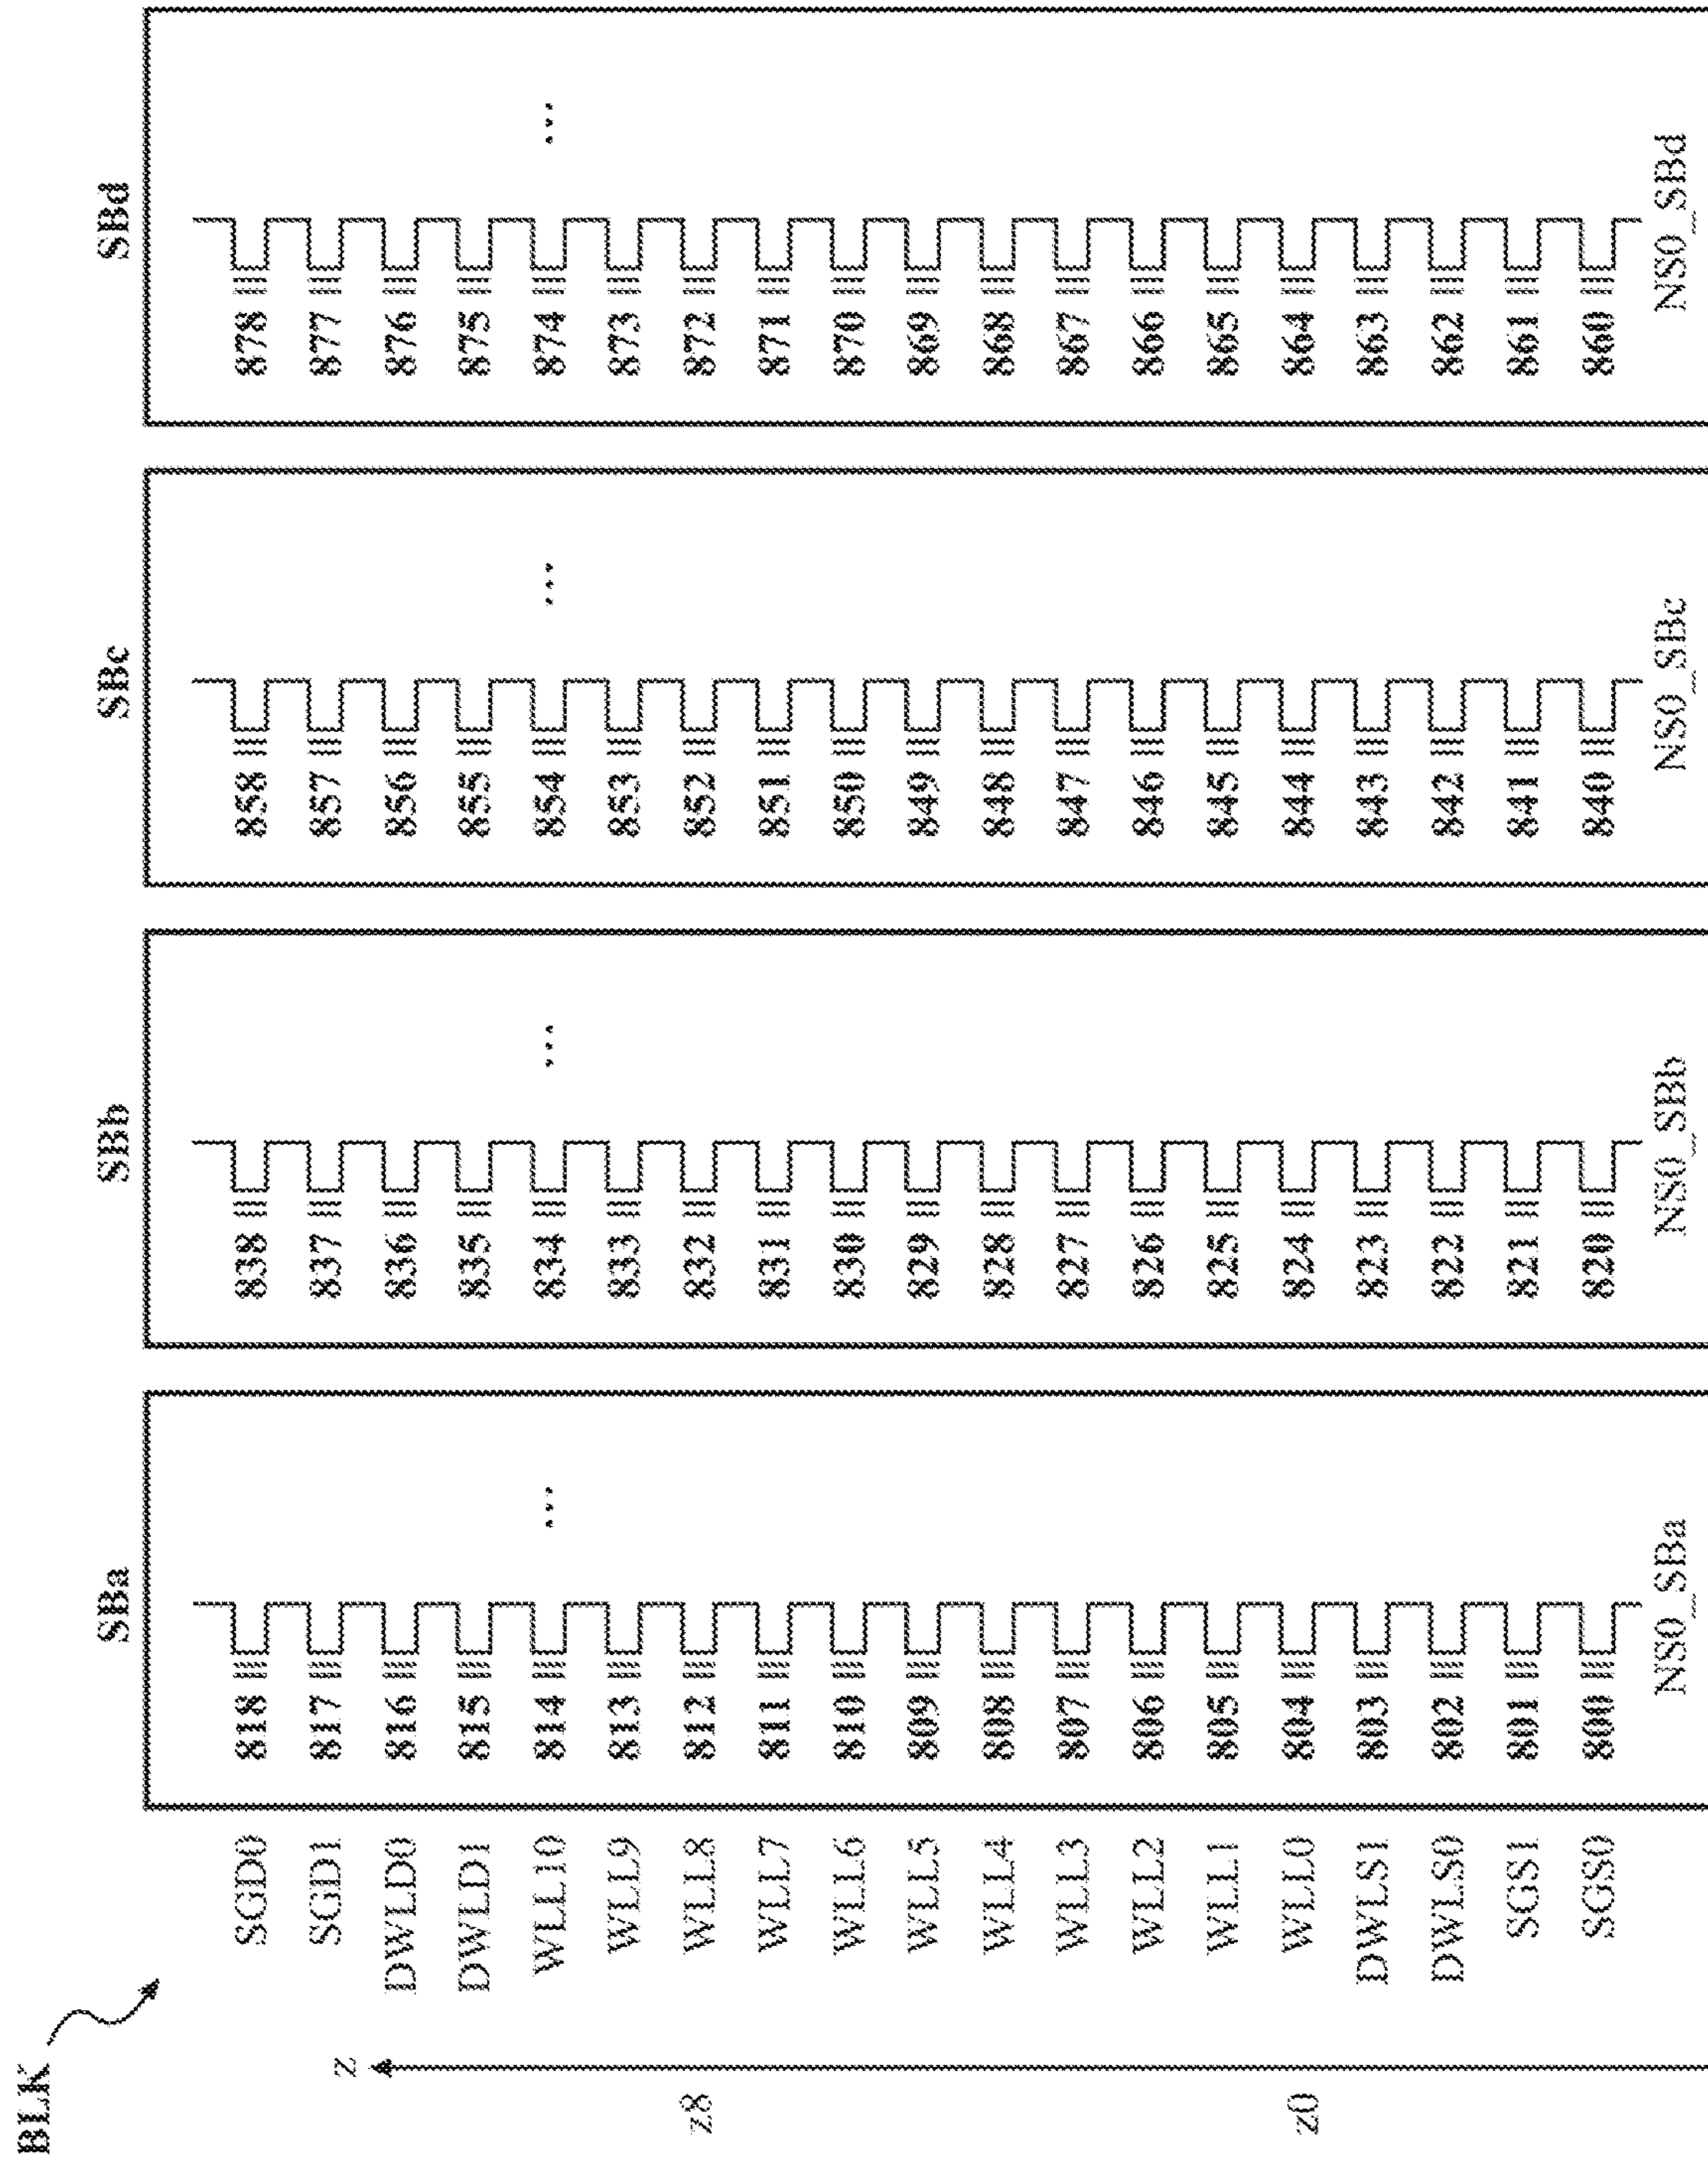 BLK
SBa SBb SBc SBd
SGD0 818 838 858 878
SGD1 817 837 857 877
z
DWLD0 816 836 856 876
DWLD1 815 835 855 875
WLL10 814 ... 834 ... 854 ... 874 ...
WLL9 813 833 853 873
z8 WLL8 812 832 852 872
WLL7 811 831 851 871
WLL6 810 830 850 870
WLL5 809 829 849 869
WLL4 808 828 848 868
WLL3 807 827 847 867
WLL2 806 826 846 866
WLL1 805 825 845 865
z0 WLL0 804 824 844 864
DWLS1 803 823 843 863
DWLS0 802 822 842 862
SGS1 801 821 841 861
SGS0 800 820 840 860
NS0_SBa NS0_SBb NS0_SBc NS0_SBd